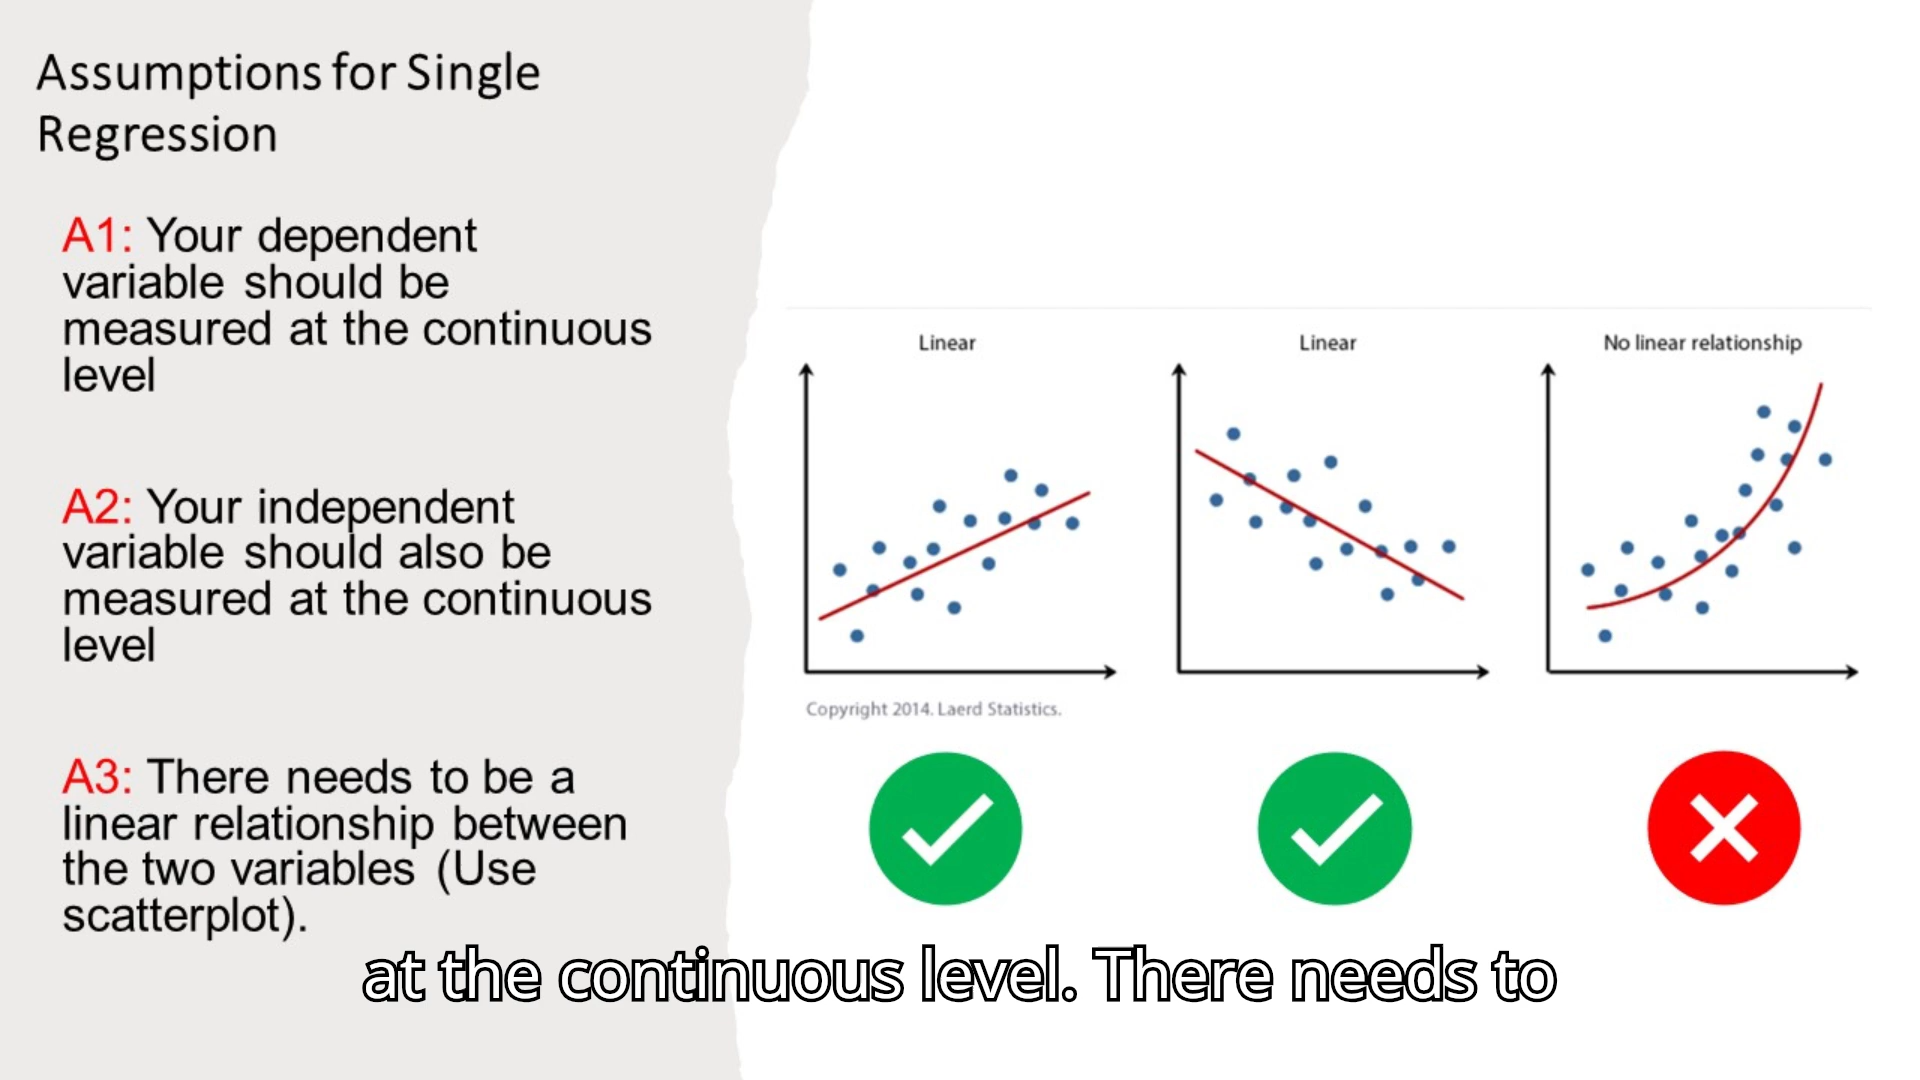 Assumptions for Single
Regression
A1: Your dependent
variable should be
measured at the continuous
level
A2: Your independent
variable should also be
measured at the continuous
level
A3: There needs to be a
linear relationship between
the two variables (Use
scatterplot).
Linear
Linear
No linear relationship
Copyright 2014. Laerd Statistics.
at the continuous level. There needs to